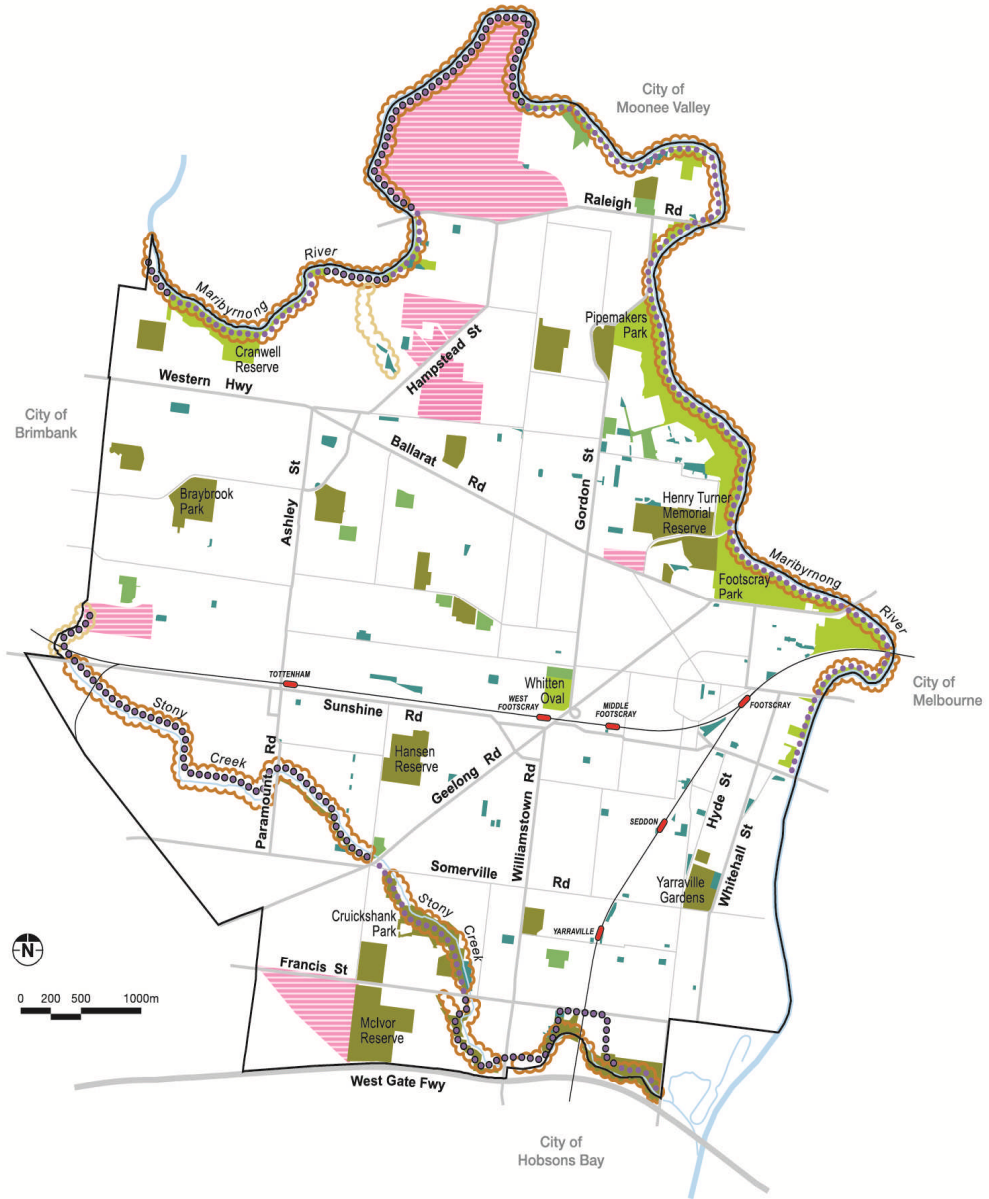 City of
Moonee Valley
Raleigh
Rd
River
Maribyrnong
Pipemakers
Park
Cranwell
Reserve
Hampstead St
Western Hwy
City of
Brimbank
Ballarat
Rd
Ashley St
Gordon St
Braybrook
Park
Henry Turner
Memorial
Reserve
Maribyrnong
River
Footscray
Park
TOTTENHAM
Whitten
Oval
City of
Melbourne
WEST
FOOTSCRAY
MIDDLE
FOOTSCRAY
FOOTSCRAY
Stony
Creek
Sunshine
Rd
Paramount Rd
Hansen
Reserve
Geelong Rd
Williamstown Rd
Hyde St
Whitehall St
SEDDON
Somerville
Rd
Yarraville
Gardens
Stony
Creek
Cruickshank
Park
YARRAVILLE
N
Francis St
0 200 500 1000m
McIvor
Reserve
West Gate Fwy
City of
Hobsons Bay